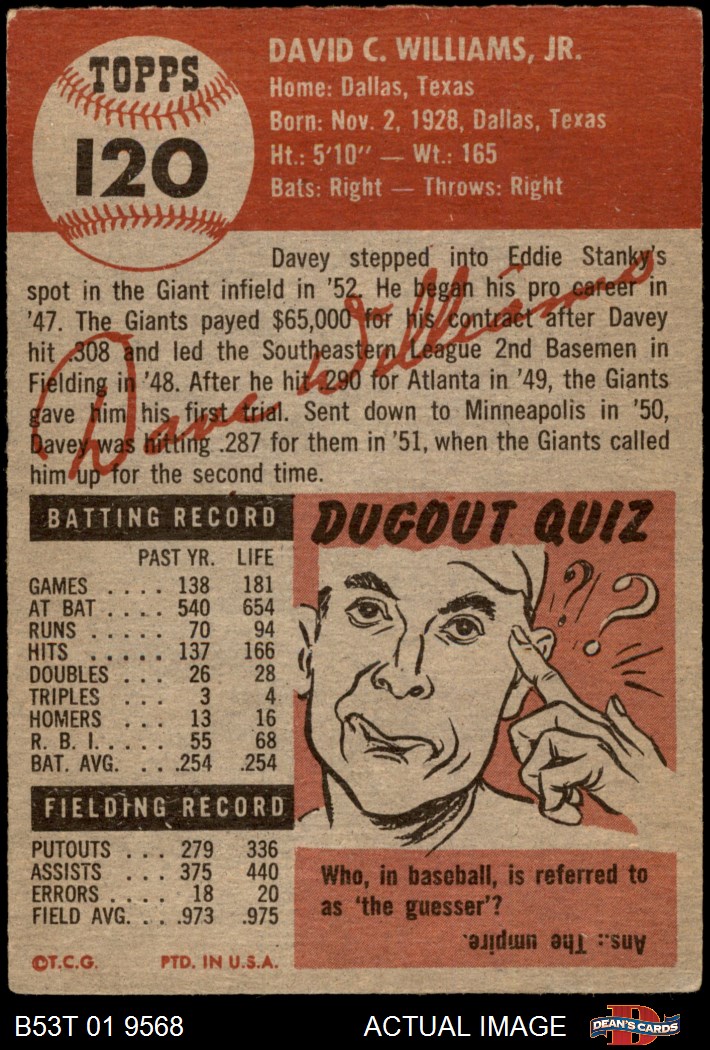 TOPPS
120
DAVID C. WILLIAMS, JR.
Home: Dallas, Texas
Born: Nov. 2, 1928, Dallas, Texas
Ht.: 5'10" — Wt.: 165
Bats: Right — Throws: Right
Davey stepped into Eddie Stanky's
spot in the Giant infield in '52. He began his pro career in
'47. The Giants payed $65,000 for his contract after Davey
hit .308 and led the Southeastern League 2nd Basemen in
Fielding in '48. After he hit .290 for Atlanta in '49, the Giants
gave him his first trial. Sent down to Minneapolis in '50,
Davey was hitting .287 for them in '51, when the Giants called
him up for the second time.
Dave Williams
BATTING RECORD
PAST YR. LIFE
GAMES .... 138 181
AT BAT .... 540 654
RUNS ..... 70 94
HITS ..... 137 166
DOUBLES ... 26 28
TRIPLES ... 3 4
HOMERS ... 13 16
R. B. I..... 55 68
BAT. AVG. ...254 .254
FIELDING RECORD
PUTOUTS ... 279 336
ASSISTS .... 375 440
ERRORS .... 18 20
FIELD AVG. ...973 .975
©T.C.G. PTD. IN U.S.A.
DUGOUT QUIZ
??
Who, in baseball, is referred to
as 'the guesser'?
Ans.: The umpire.
B53T 01 9568 ACTUAL IMAGE
D
DEAN'S CARDS